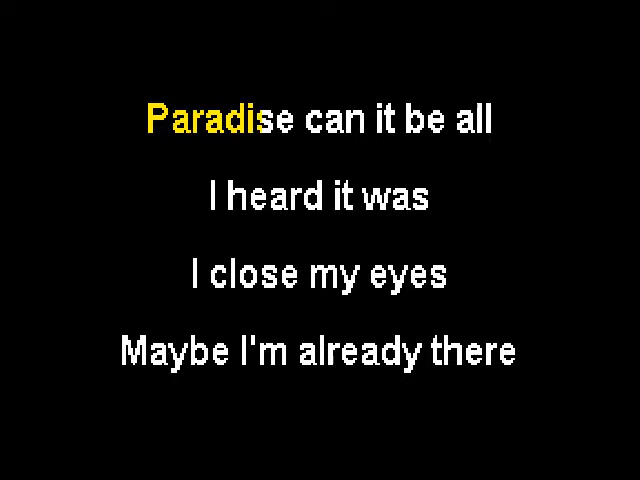 Paradise can it be all
I heard it was
I close my eyes
Maybe I'm already there